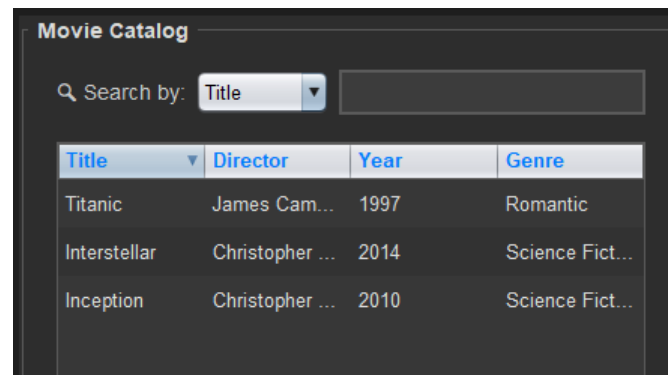 Movie Catalog
Search by: Title
Title Director Year Genre
Titanic James Cam... 1997 Romantic
Interstellar Christopher ... 2014 Science Fict...
Inception Christopher ... 2010 Science Fict...